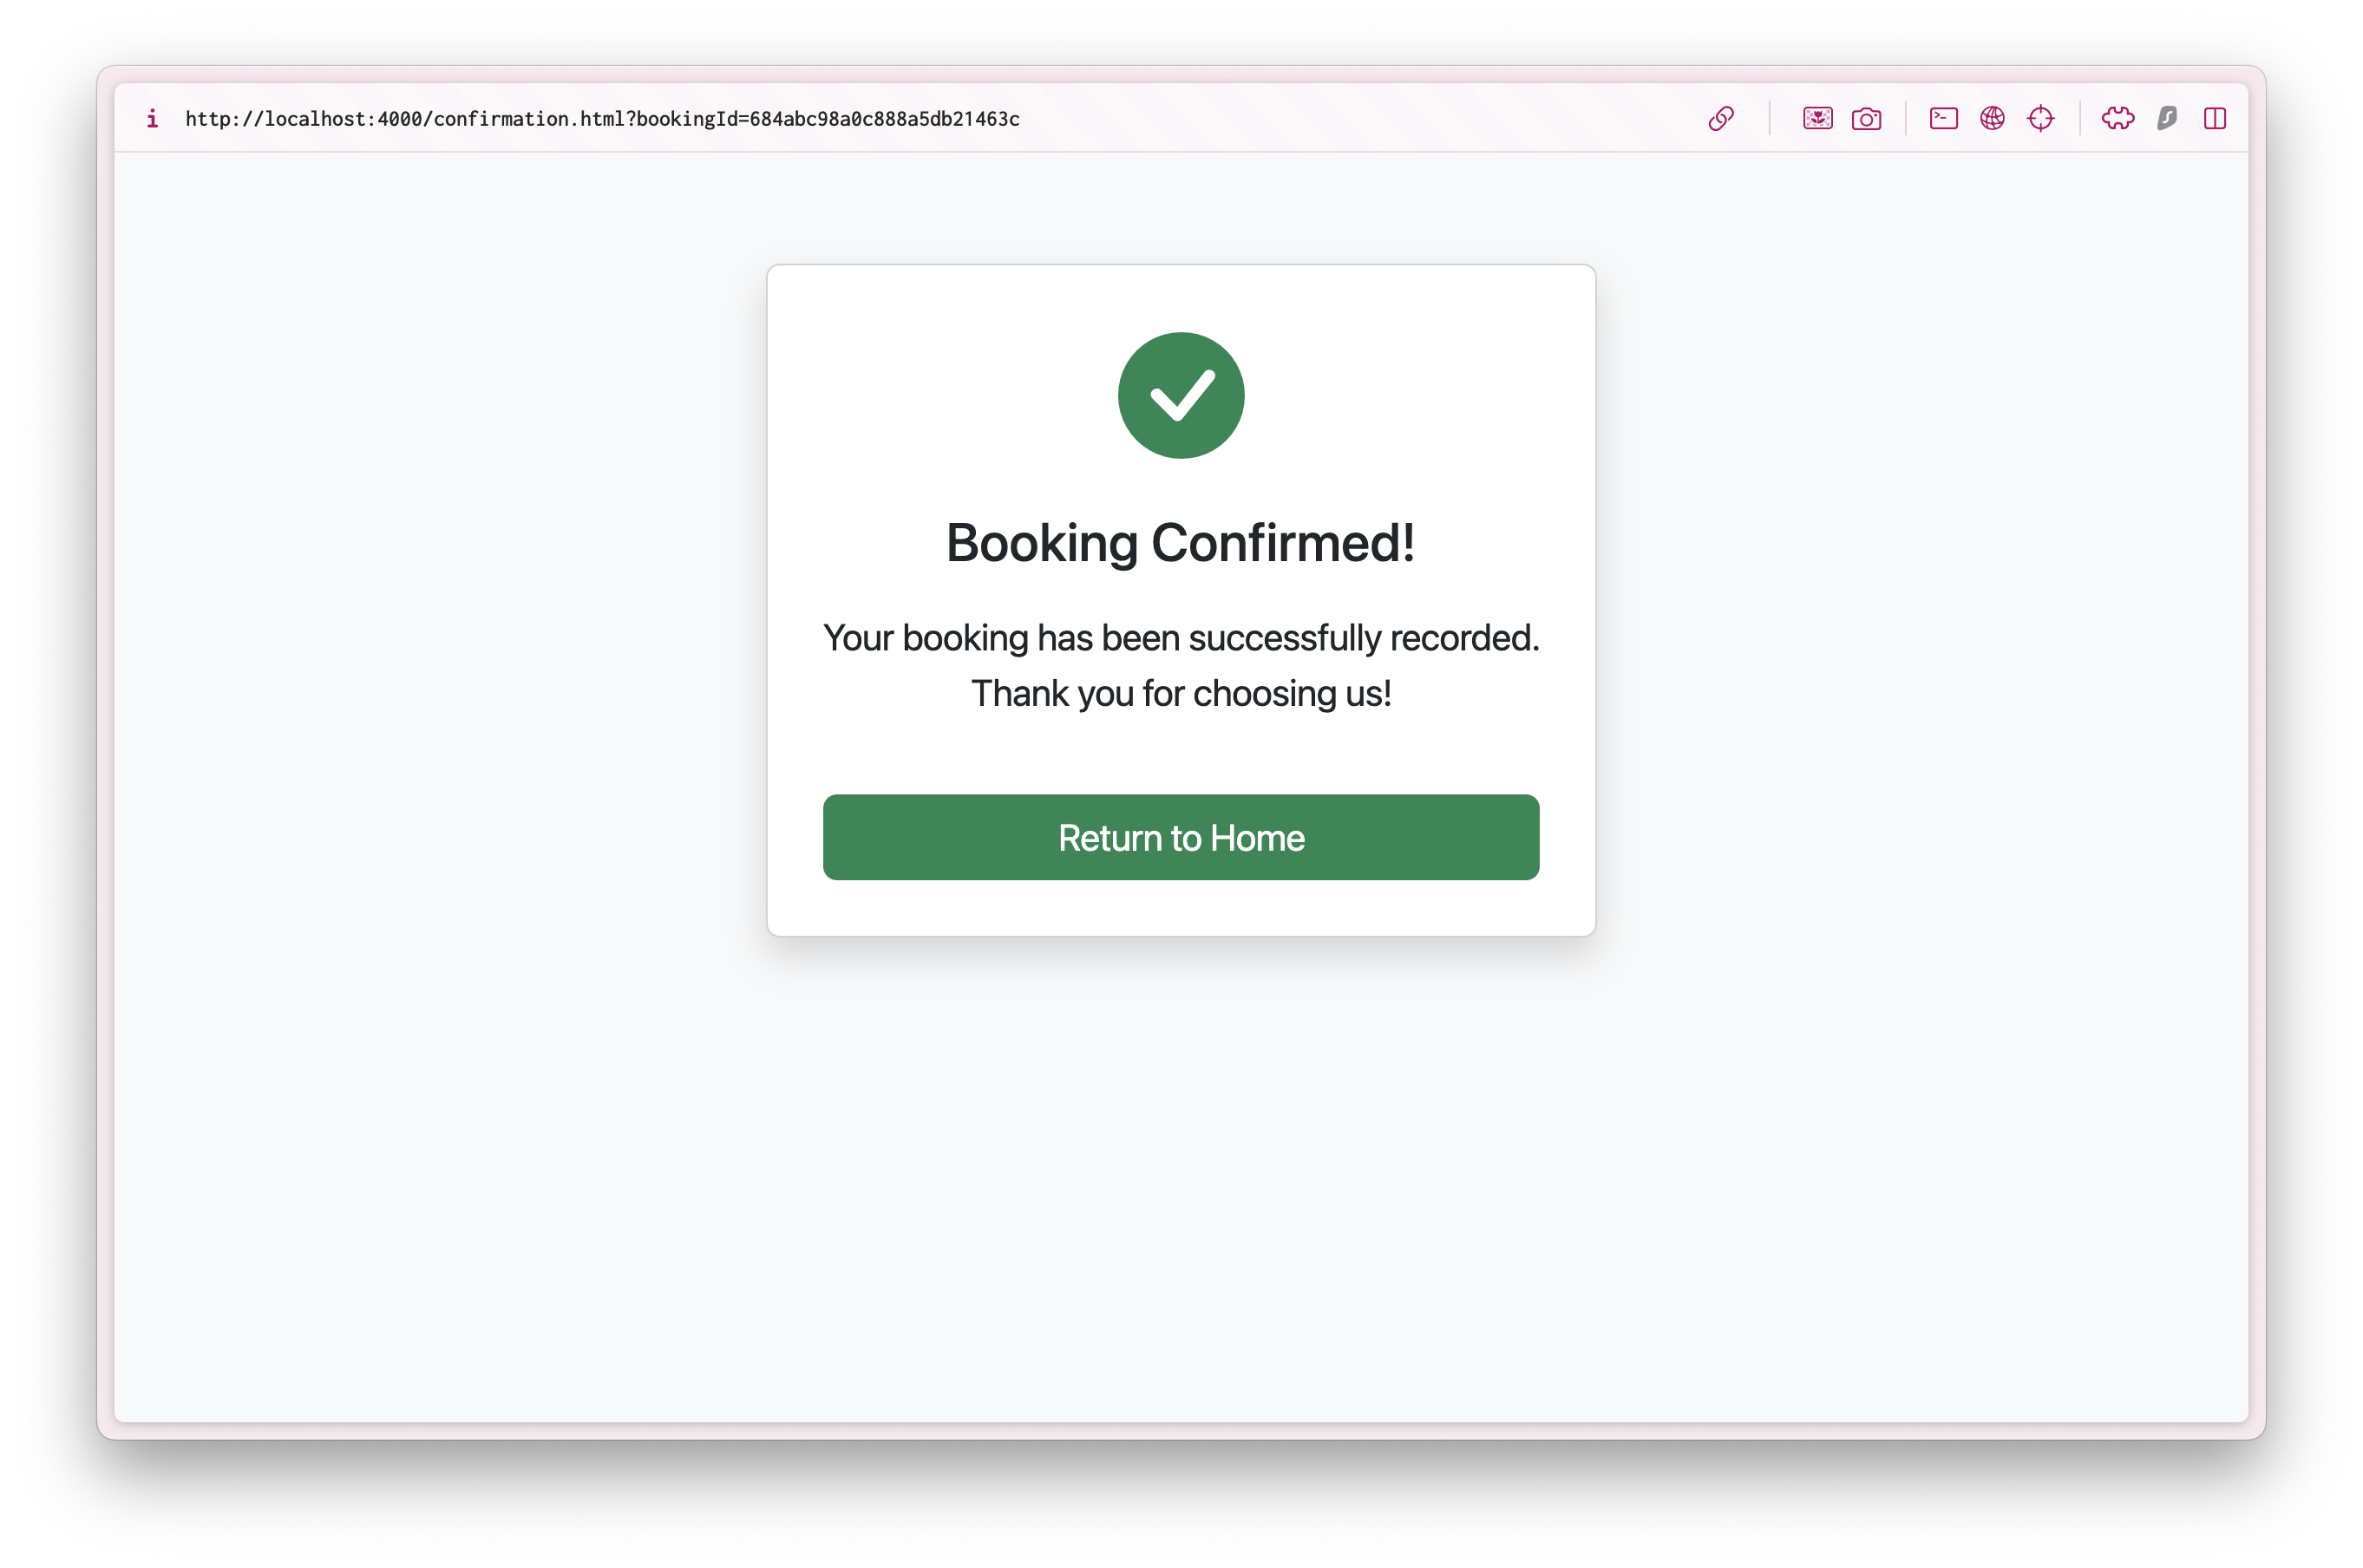 http://localhost:4000/confirmation.html?bookingId=684abc98a0c888a5db21463c
Booking Confirmed!
Your booking has been successfully recorded.
Thank you for choosing us!
Return to Home